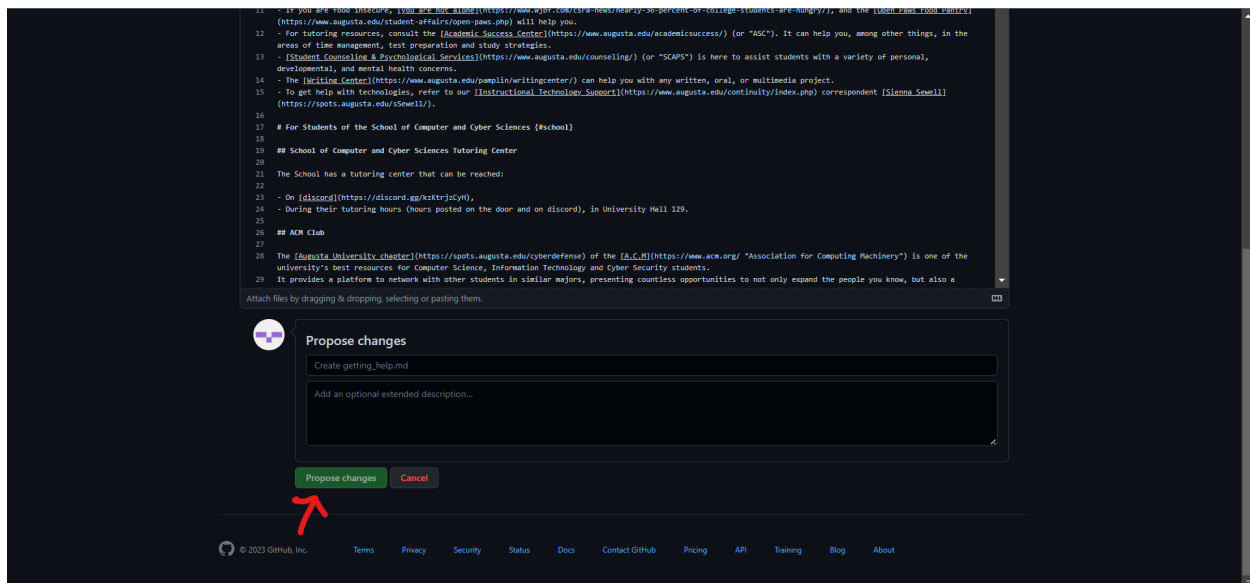 11 - If you are food insecure, [you are not alone](https://www.wjbf.com/csra-news/nearly-36-percent-of-college-students-are-hungry/), and the [Open Paws Food Pantry]
(https://www.augusta.edu/student-affairs/open-paws.php) will help you.
12 - For tutoring resources, consult the [Academic Success Center](https://www.augusta.edu/academicsuccess/) (or "ASC"). It can help you, among other things, in the
areas of time management, test preparation and study strategies.
13 - [Student Counseling & Psychological Services](https://www.augusta.edu/counseling/) (or "SCAPS") is here to assist students with a variety of personal,
developmental, and mental health concerns.
14 - The [Writing Center](https://www.augusta.edu/pamplin/writingcenter/) can help you with any written, oral, or multimedia project.
15 - To get help with technologies, refer to our [Instructional Technology Support](https://www.augusta.edu/continuity/index.php) correspondent [Sienna Sewell]
(https://spots.augusta.edu/sSewell/).
16
17 # For Students of the School of Computer and Cyber Sciences {#school}
18
19 ## School of Computer and Cyber Sciences Tutoring Center
20
21 The School has a tutoring center that can be reached:
22
23 - On [discord](https://discord.gg/kzKtrjzCyH),
24 - During their tutoring hours (hours posted on the door and on discord), in University Hall 129.
25
26 ## ACM Club
27
28 The [Augusta University chapter](https://spots.augusta.edu/cyberdefense) of the [A.C.M](https://www.acm.org/ "Association for Computing Machinery") is one of the
university's best resources for Computer Science, Information Technology and Cyber Security students.
29 It provides a platform to network with other students in similar majors, presenting countless opportunities to not only expand the people you know, but also a
Attach files by dragging & dropping, selecting or pasting them.
Propose changes
Create getting_help.md
Add an optional extended description...
Propose changes Cancel
© 2023 GitHub, Inc. Terms Privacy Security Status Docs Contact GitHub Pricing API Training Blog About